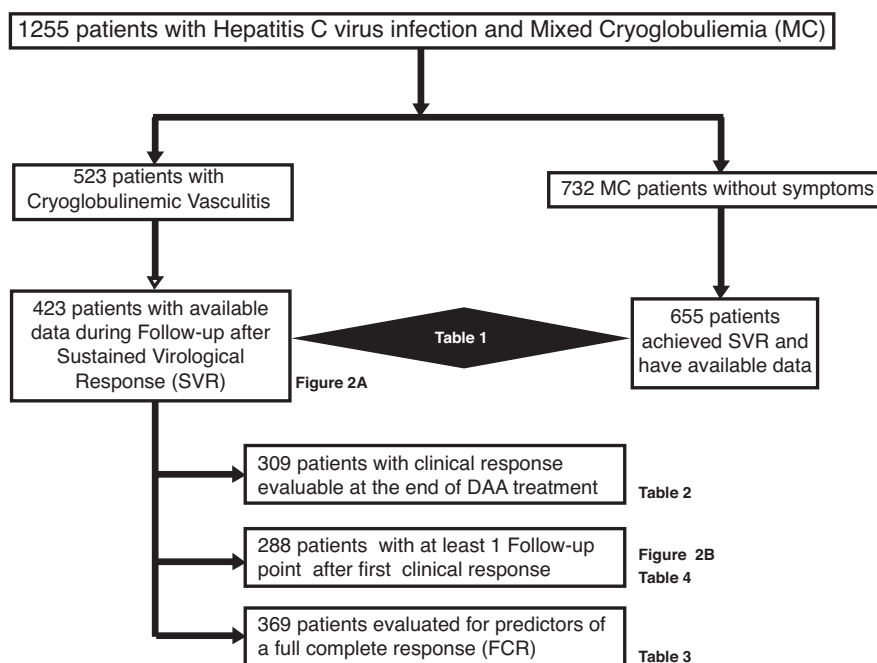 1255 patients with Hepatitis C virus infection and Mixed Cryoglobuliemia (MC)
523 patients with
Cryoglobulinemic Vasculitis
732 MC patients without symptoms
423 patients with available
data during Follow-up after
Sustained Virological
Response (SVR)
Figure 2A
Table 1
655 patients
achieved SVR and
have available data
309 patients with clinical response
evaluable at the end of DAA treatment
Table 2
288 patients with at least 1 Follow-up
point after first clinical response
Figure 2B
Table 4
369 patients evaluated for predictors of
a full complete response (FCR)
Table 3